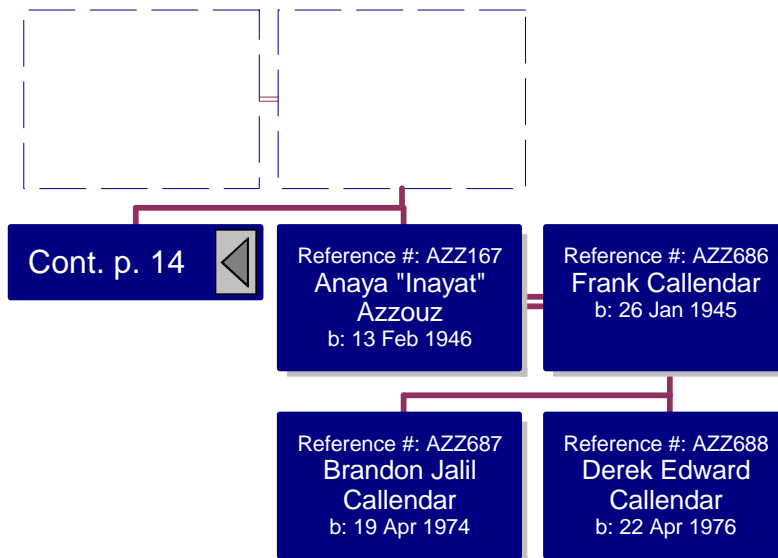 Cont. p. 14
Reference #: AZZ167
Anaya "Inayat"
Azzouz
b: 13 Feb 1946
Reference #: AZZ686
Frank Callendar
b: 26 Jan 1945
Reference #: AZZ687
Brandon Jalil
Callendar
b: 19 Apr 1974
Reference #: AZZ688
Derek Edward
Callendar
b: 22 Apr 1976